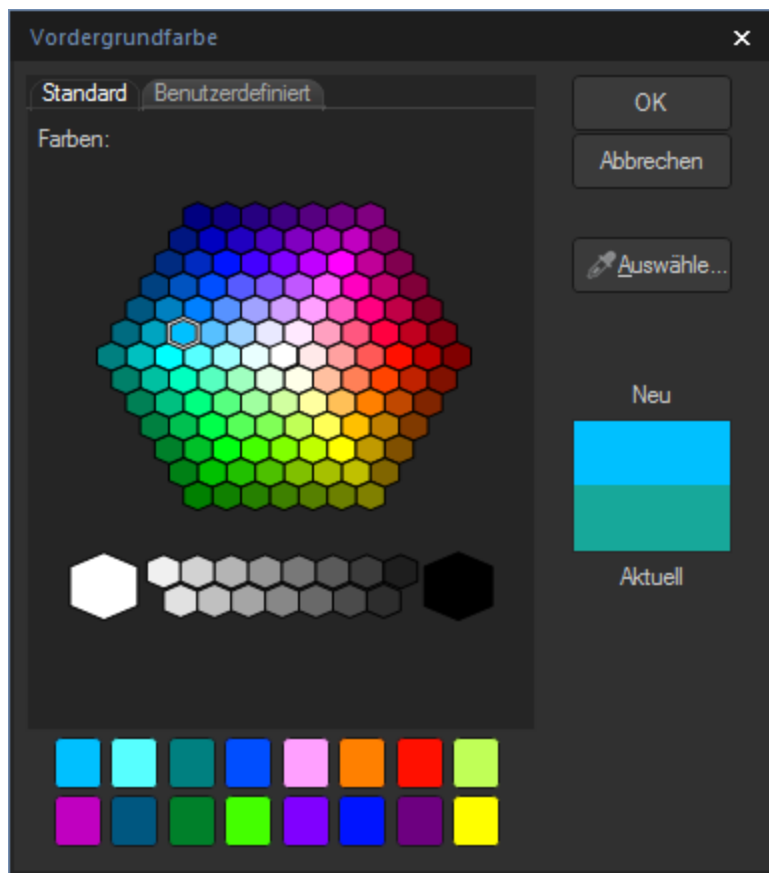 Vordergrundfarbe
Standard
Benutzerdefiniert
Farben:
OK
Abbrechen
Auswähle...
Neu
Aktuell